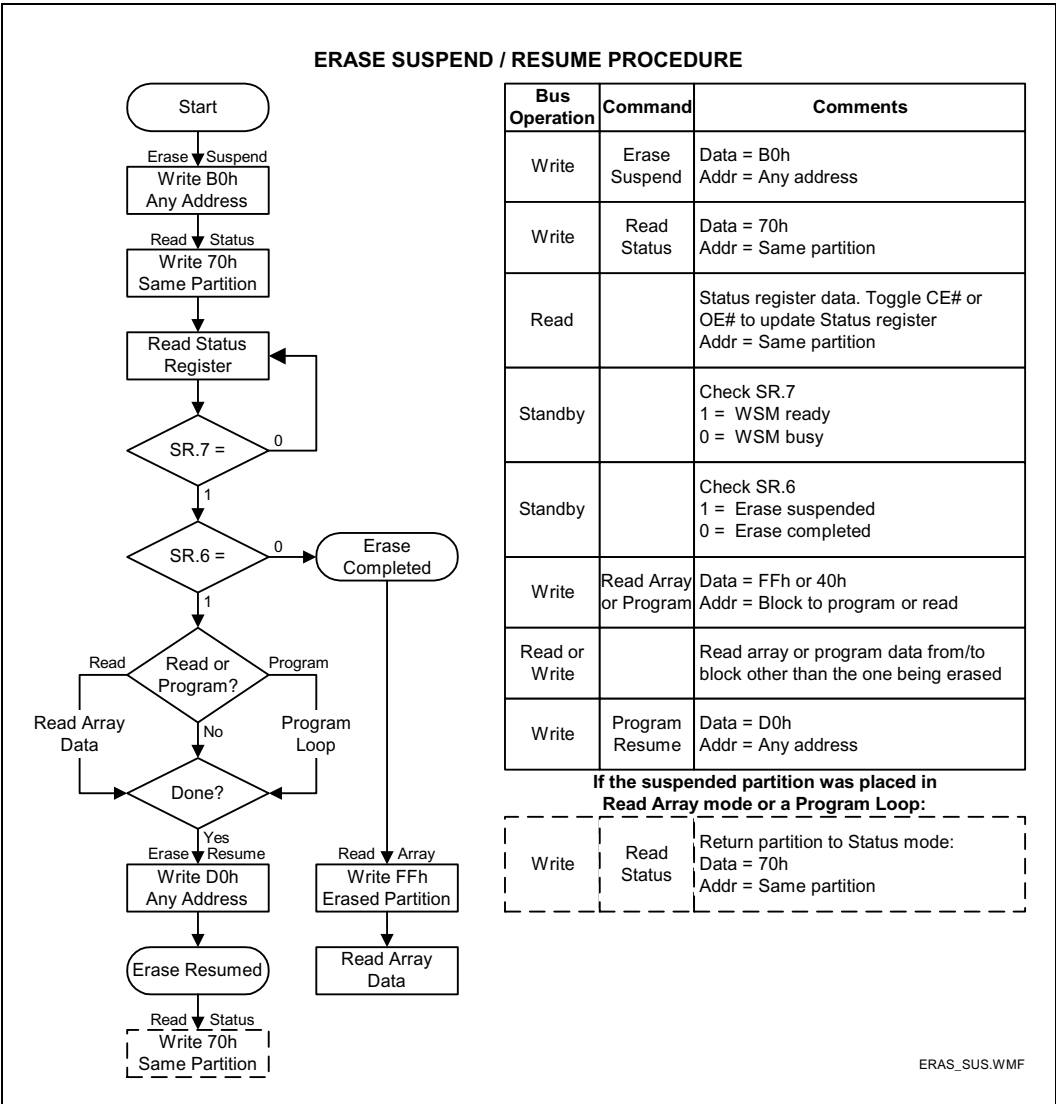 ERASE SUSPEND / RESUME PROCEDURE
Start
Erase Suspend
Write B0h
Any Address
Read Status
Write 70h
Same Partition
Read Status
Register
SR.7 =
0
1
SR.6 =
0
Erase
Completed
1
Read
Read or
Program?
Program
Read Array
Data
No
Program
Loop
Done?
Yes
Erase Resume
Write D0h
Any Address
Read Array
Write FFh
Erased Partition
Erase Resumed
Read Array
Data
Read Status
Write 70h
Same Partition
Bus
Operation
Command
Comments
Write
Erase
Suspend
Data = B0h
Addr = Any address
Write
Read
Status
Data = 70h
Addr = Same partition
Read
Status register data. Toggle CE# or
OE# to update Status register
Addr = Same partition
Standby
Check SR.7
1 = WSM ready
0 = WSM busy
Standby
Check SR.6
1 = Erase suspended
0 = Erase completed
Write
Read Array
or Program
Data = FFh or 40h
Addr = Block to program or read
Read or
Write
Read array or program data from/to
block other than the one being erased
Write
Program
Resume
Data = D0h
Addr = Any address
If the suspended partition was placed in
Read Array mode or a Program Loop:
Write
Read
Status
Return partition to Status mode:
Data = 70h
Addr = Same partition
ERAS_SUS.WMF